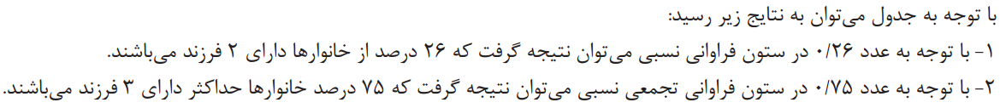 با توجه به جدول می‌توان به نتایج زیر رسید:
۱- با توجه به عدد ۰/۲۶ در ستون فراوانی نسبی می‌توان نتیجه گرفت که ۲۶ درصد از خانوارها دارای ۲ فرزند می‌باشند.
۲- با توجه به عدد ۰/۷۵ در ستون فراوانی تجمعی نسبی می‌توان نتیجه گرفت که ۷۵ درصد خانوارها حداکثر دارای ۳ فرزند می‌باشند.